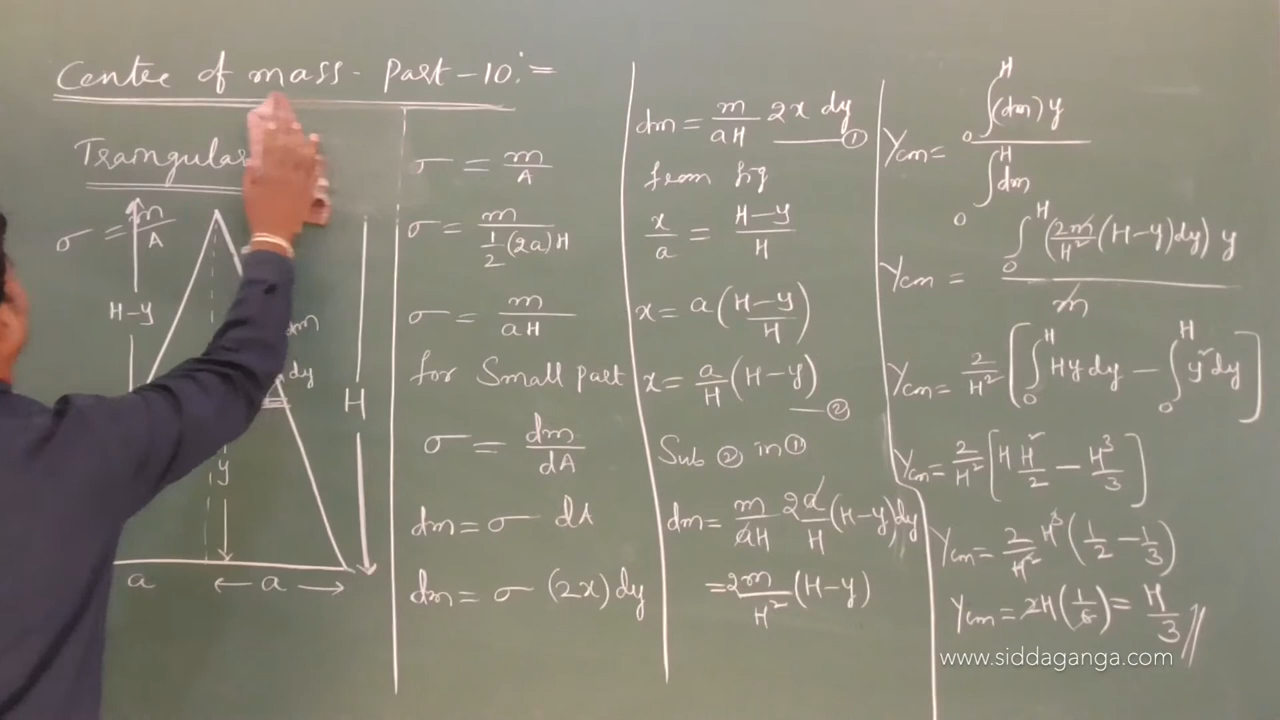 Centre of mass - Part - 10 :=
Triangular
σ = m/A
H-y
dm
dy
H
y
a
← a →
σ = m/A
σ = m/(1/2 (2a) H)
σ = m/aH
for Small part
σ = dm/dA
dm = σ dA
dm = σ (2x) dy
dm = m/aH 2x dy —①
from fig
x/a = H-y/H
x = a (H-y/H)
x = a/H (H-y) —②
Sub ② in ①
dm = m/aH 2a/H (H-y) dy
= 2m/H² (H-y)
Ycm = ∫₀ᴴ (dm) y / ∫₀ᴴ dm
Ycm = ∫₀ᴴ (2m/H² (H-y) dy) y / m
Ycm = 2/H² [∫₀ᴴ Hy dy - ∫₀ᴴ y² dy]
Ycm = 2/H² [H H²/2 - H³/3]
Ycm = 2/H² H³ (1/2 - 1/3)
Ycm = 2H (1/6) = H/3 //
www.siddaganga.com